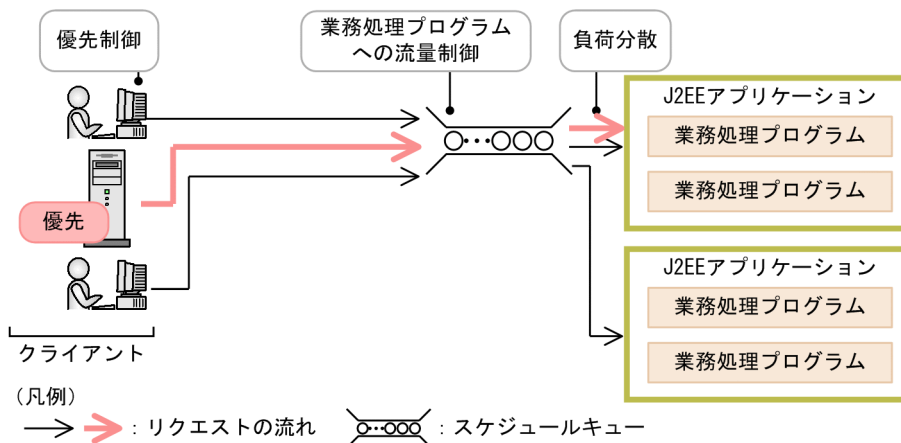 優先制御
業務処理プログラム
への流量制御
負荷分散
J2EEアプリケーション
業務処理プログラム
業務処理プログラム
優先
J2EEアプリケーション
業務処理プログラム
業務処理プログラム
クライアント
(凡例)
：リクエストの流れ
：スケジュールキュー